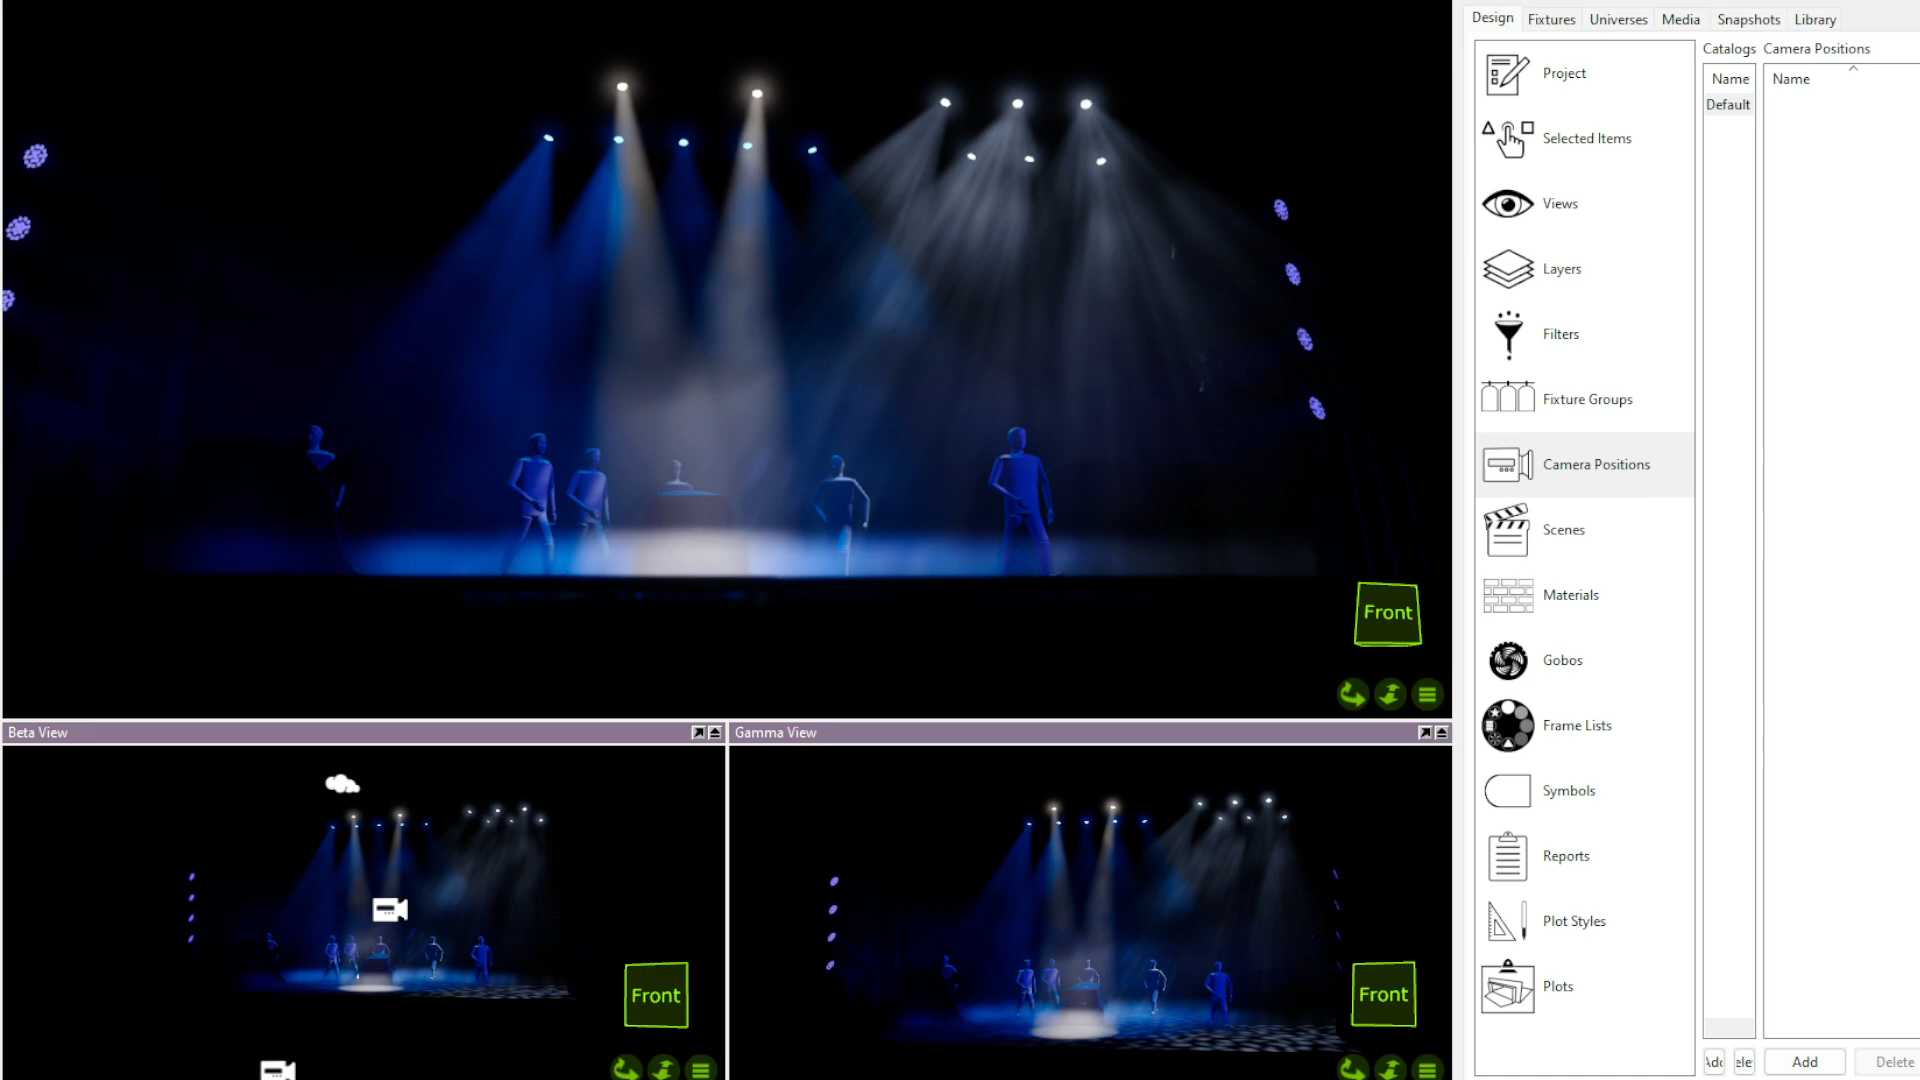 Design Fixtures Universes Media Snapshots Library
Catalogs Camera Positions
Name Name
Default
Project
Selected Items
Views
Layers
Filters
Fixture Groups
Camera Positions
Scenes
Materials
Gobos
Frame Lists
Symbols
Reports
Plot Styles
Plots
Add Delete
Front
Beta View
Gamma View
Front
Front